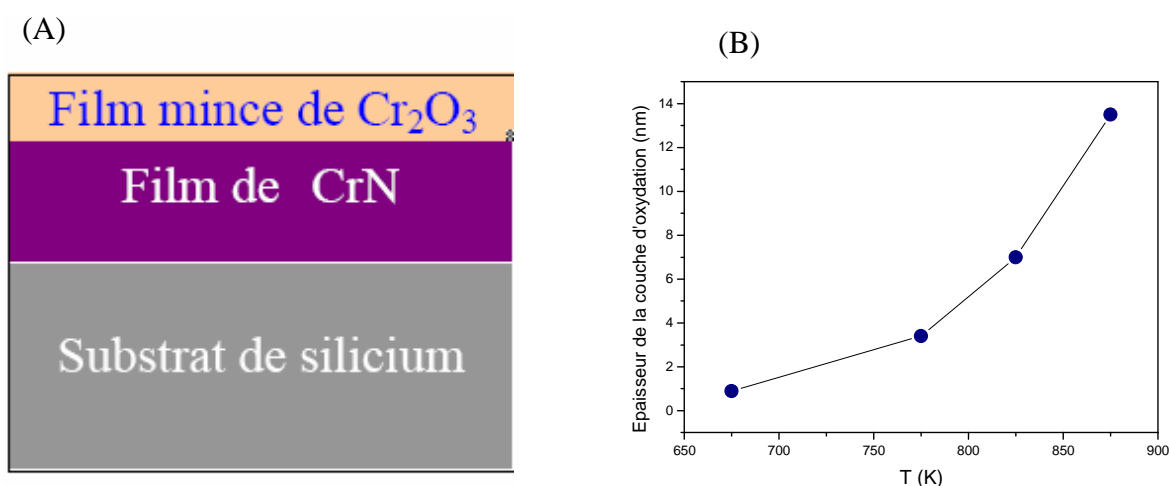 (A)
Film mince de Cr₂O₃
Film de CrN
Substrat de silicium
(B)
Epaisseur de la couche d'oxydation (nm)
14
12
10
8
6
4
2
0
650 700 750 800 850 900
T (K)